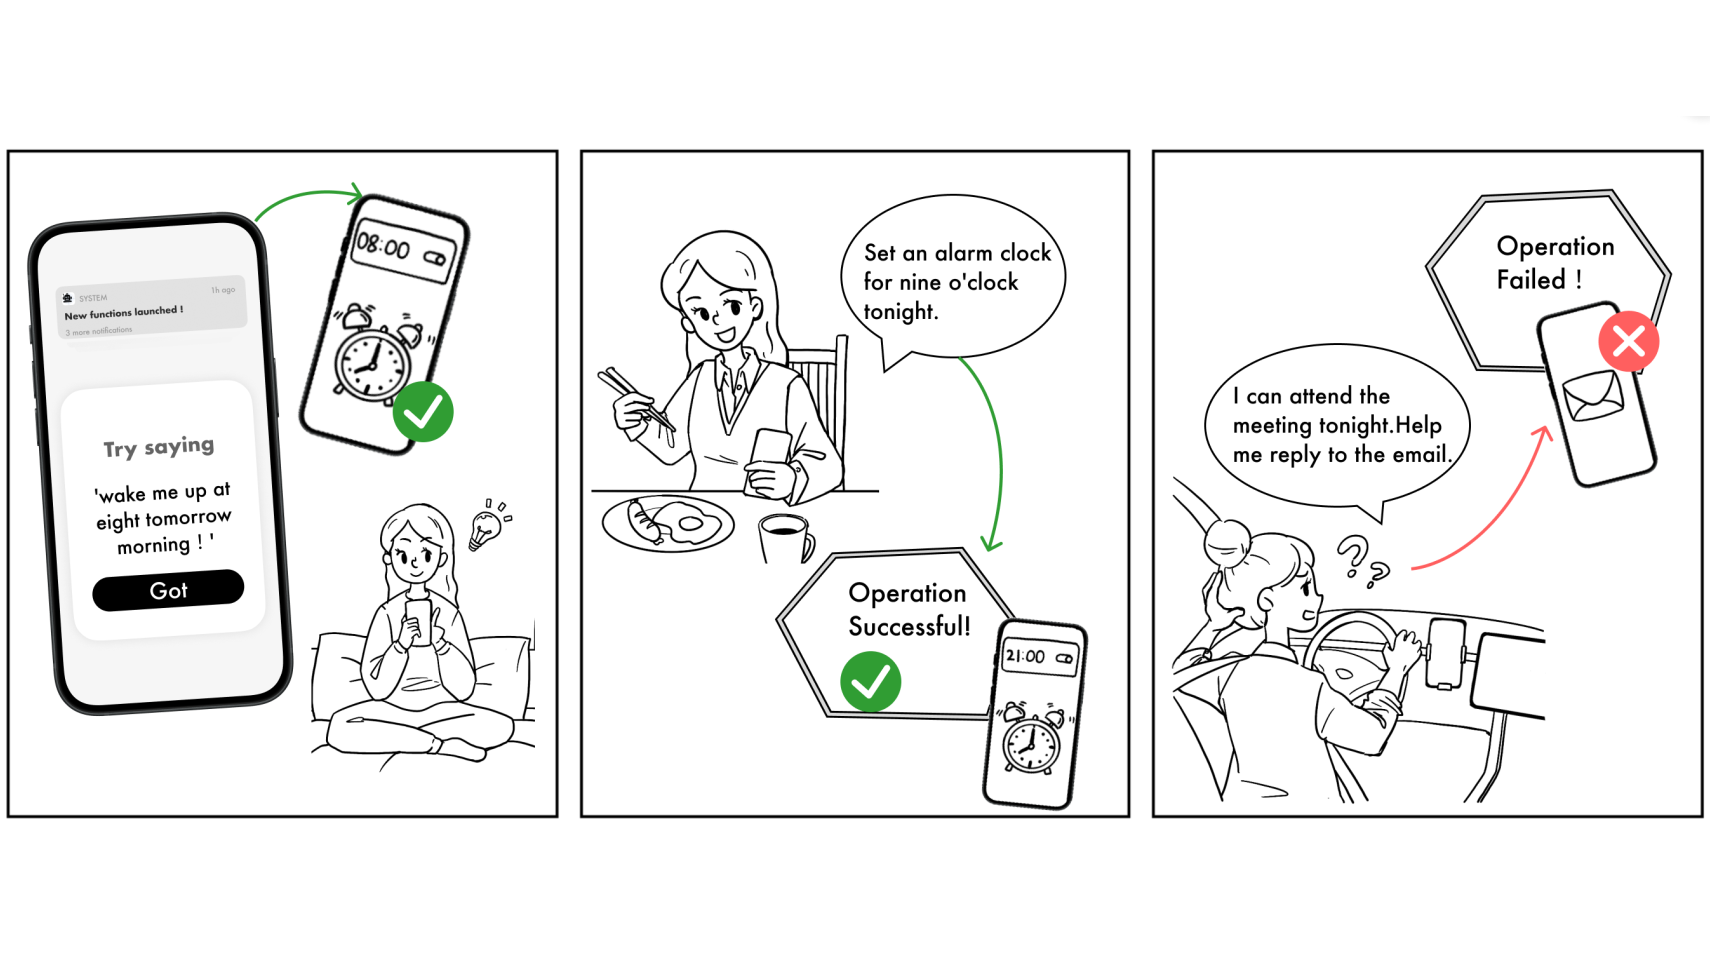 SYSTEM
1h ago
New functions launched !
3 more notifications
Try saying
'wake me up at
eight tomorrow
morning ! '
Got
08:00
Set an alarm clock
for nine o'clock
tonight.
Operation
Successful!
21:00
Operation
Failed !
I can attend the
meeting tonight.Help
me reply to the email.